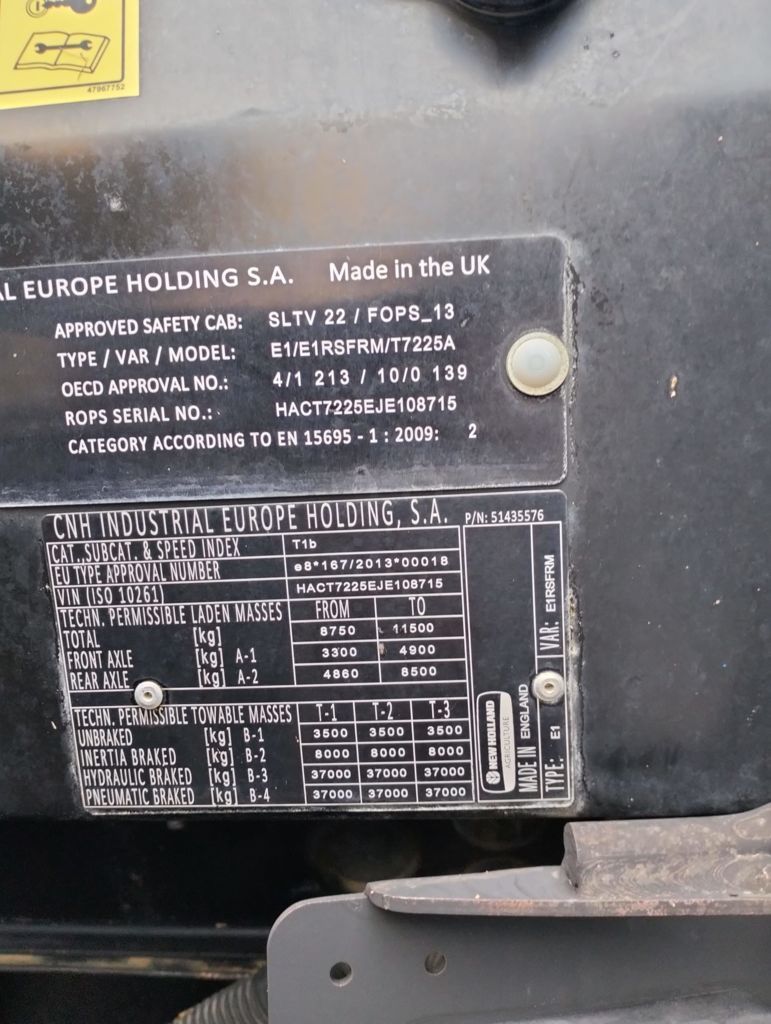 47967752
AL EUROPE HOLDING S.A. Made in the UK
APPROVED SAFETY CAB: SLTV 22 / FOPS_13
TYPE / VAR / MODEL: E1/E1RSFRM/T7225A
OECD APPROVAL NO.: 4/1 213 / 10/0 139
ROPS SERIAL NO.: HACT7225EJE108715
CATEGORY ACCORDING TO EN 15695 - 1 : 2009: 2
CNH INDUSTRIAL EUROPE HOLDING, S.A. P/N: 51435576
CAT.,SUBCAT. & SPEED INDEX T1b
EU TYPE APPROVAL NUMBER e8*167/2013*00018
VIN (ISO 10261) HACT7225EJE108715
TECHN. PERMISSIBLE LADEN MASSES FROM TO
TOTAL [kg] 8750 11500
FRONT AXLE [kg] A-1 3300 4900
REAR AXLE [kg] A-2 4860 8500
TECHN. PERMISSIBLE TOWABLE MASSES T-1 T-2 T-3
UNBRAKED [kg] B-1 3500 3500 3500
INERTIA BRAKED [kg] B-2 8000 8000 8000
HYDRAULIC BRAKED [kg] B-3 37000 37000 37000
PNEUMATIC BRAKED [kg] B-4 37000 37000 37000
NEW HOLLAND
AGRICULTURE
MADE IN ENGLAND
TYPE: E1 VAR: E1RSFRM